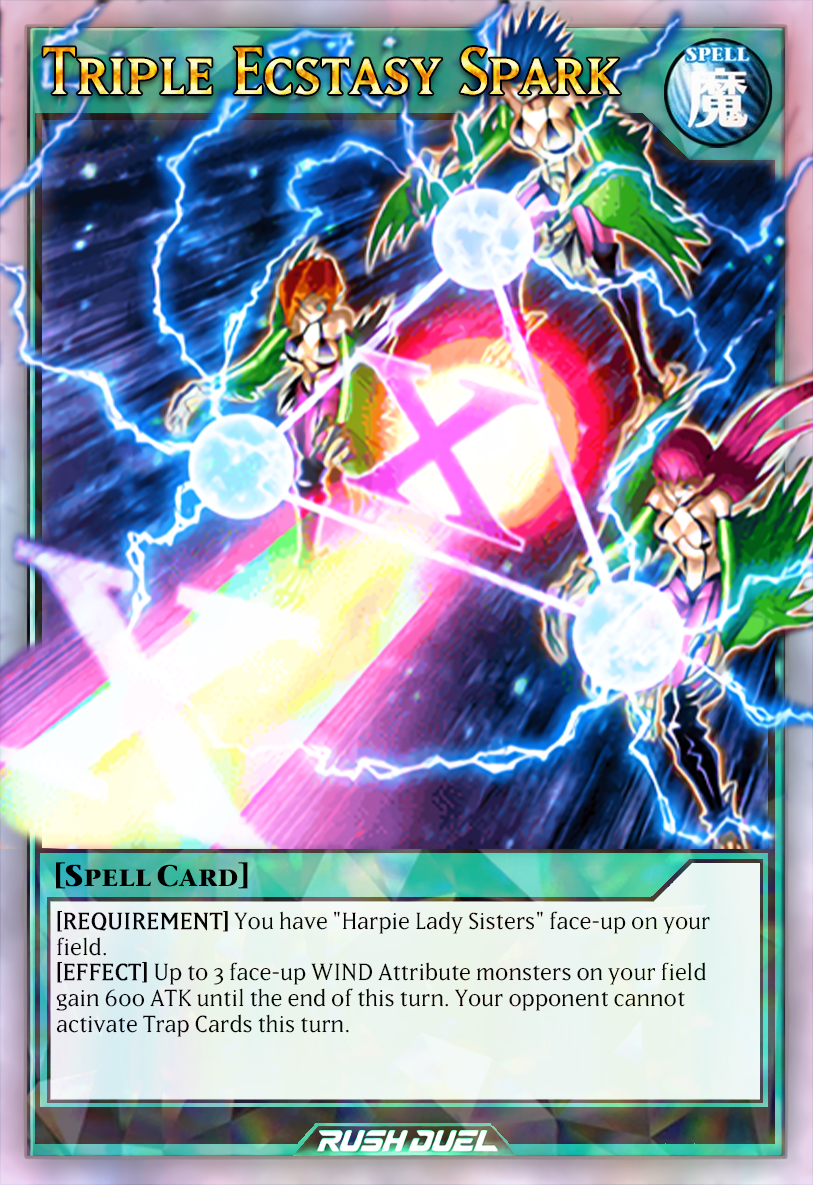 Triple Ecstasy Spark
SPELL
魔
X
[Spell Card]
[REQUIREMENT] You have "Harpie Lady Sisters" face-up on your
field.
[EFFECT] Up to 3 face-up WIND Attribute monsters on your field
gain 600 ATK until the end of this turn. Your opponent cannot
activate Trap Cards this turn.
RUSH DUEL